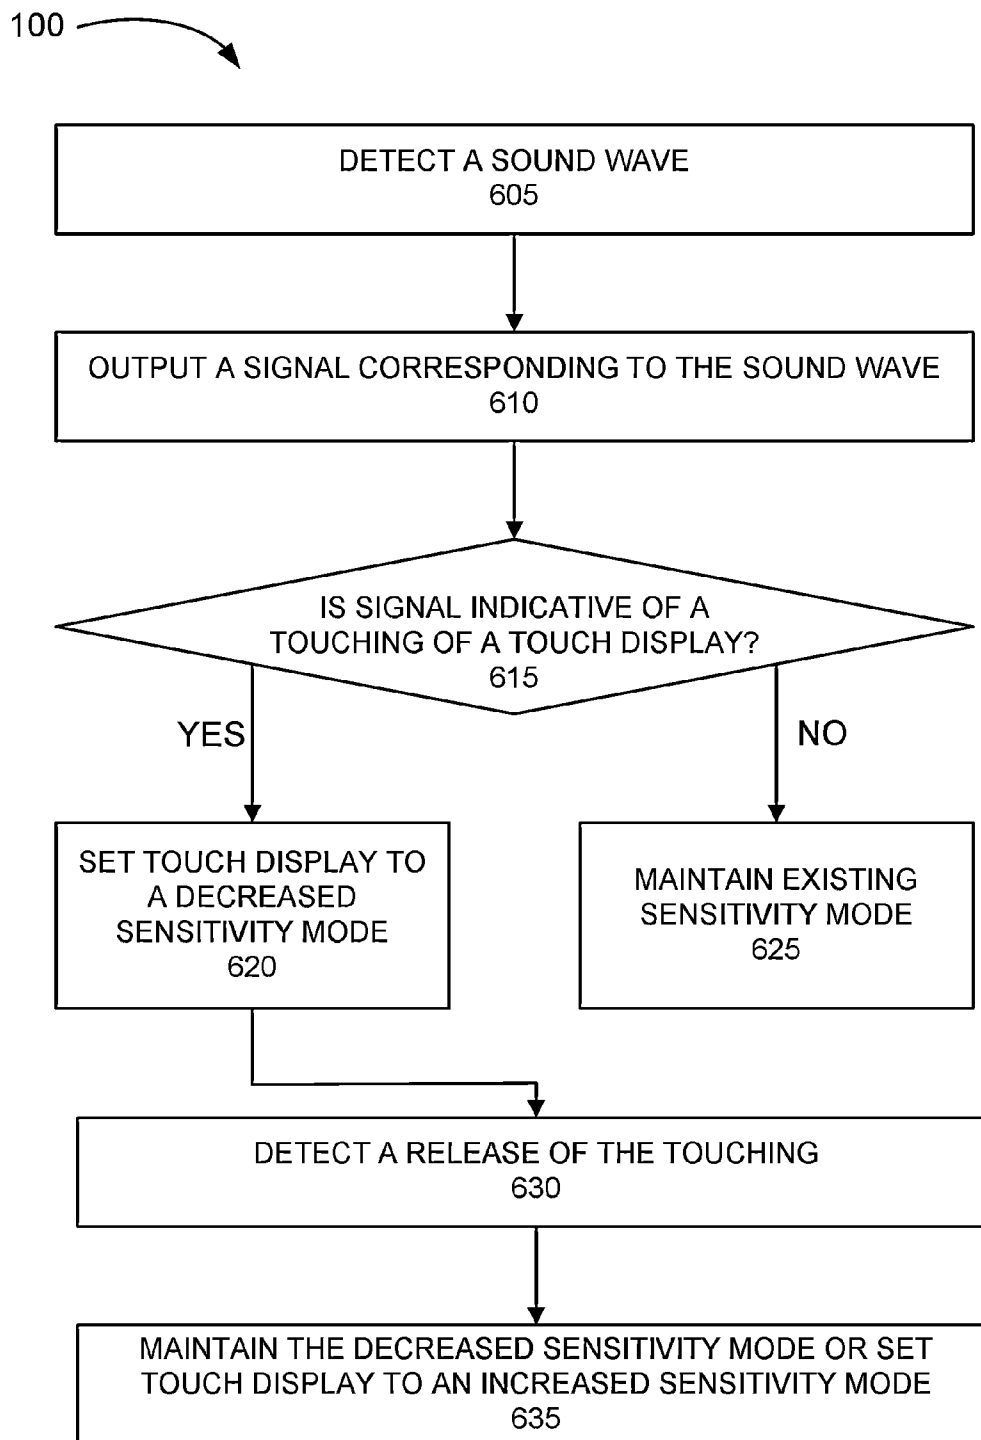 100
DETECT A SOUND WAVE
605
OUTPUT A SIGNAL CORRESPONDING TO THE SOUND WAVE
610
IS SIGNAL INDICATIVE OF A
TOUCHING OF A TOUCH DISPLAY?
615
YES
NO
SET TOUCH DISPLAY TO
A DECREASED
SENSITIVITY MODE
620
MAINTAIN EXISTING
SENSITIVITY MODE
625
DETECT A RELEASE OF THE TOUCHING
630
MAINTAIN THE DECREASED SENSITIVITY MODE OR SET
TOUCH DISPLAY TO AN INCREASED SENSITIVITY MODE
635